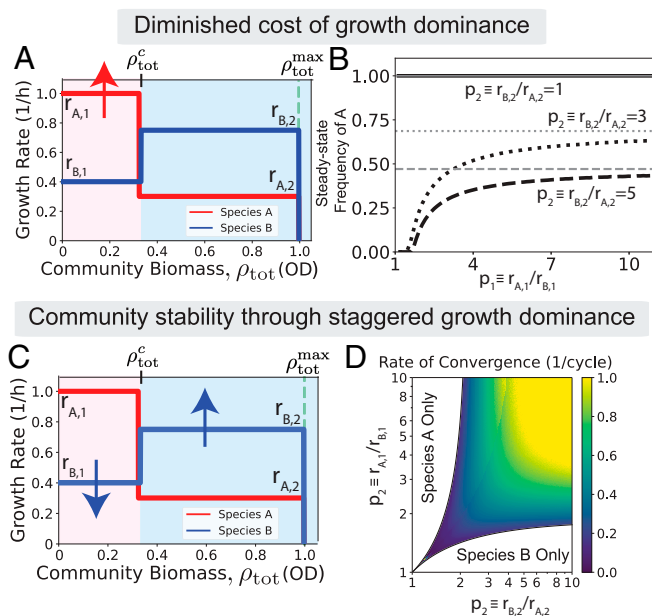 Diminished cost of growth dominance
A
ρ^c_tot
ρ^max_tot
Growth Rate (1/h)
1.0
0.8
0.6
0.4
0.2
0
r_A,1
r_B,1
r_B,2
r_A,2
Species A
Species B
0
0.2
0.4
0.6
0.8
1.0
Community Biomass, ρ_tot (OD)
B
Steady-state
Frequency of A
1.00
0.75
0.50
0.25
0.00
p₂ ≡ r_B,2/r_A,2=1
p₂ ≡ r_B,2/r_A,2=3
p₂ ≡ r_B,2/r_A,2=5
1
4
7
10
p₁ ≡ r_A,1/r_B,1
Community stability through staggered growth dominance
C
ρ^c_tot
ρ^max_tot
Growth Rate (1/h)
1.0
0.8
0.6
0.4
0.2
0
r_A,1
r_B,1
r_B,2
r_A,2
Species A
Species B
0
0.2
0.4
0.6
0.8
1.0
Community Biomass, ρ_tot (OD)
D
Rate of Convergence (1/cycle)
p₂ ≡ r_A,1/r_B,1
10
8
6
5
4
3
2
1
Species A Only
Species B Only
1
2
3
4
5
6
8
10
p₂ ≡ r_B,2/r_A,2
1.0
0.8
0.6
0.4
0.2
0.0